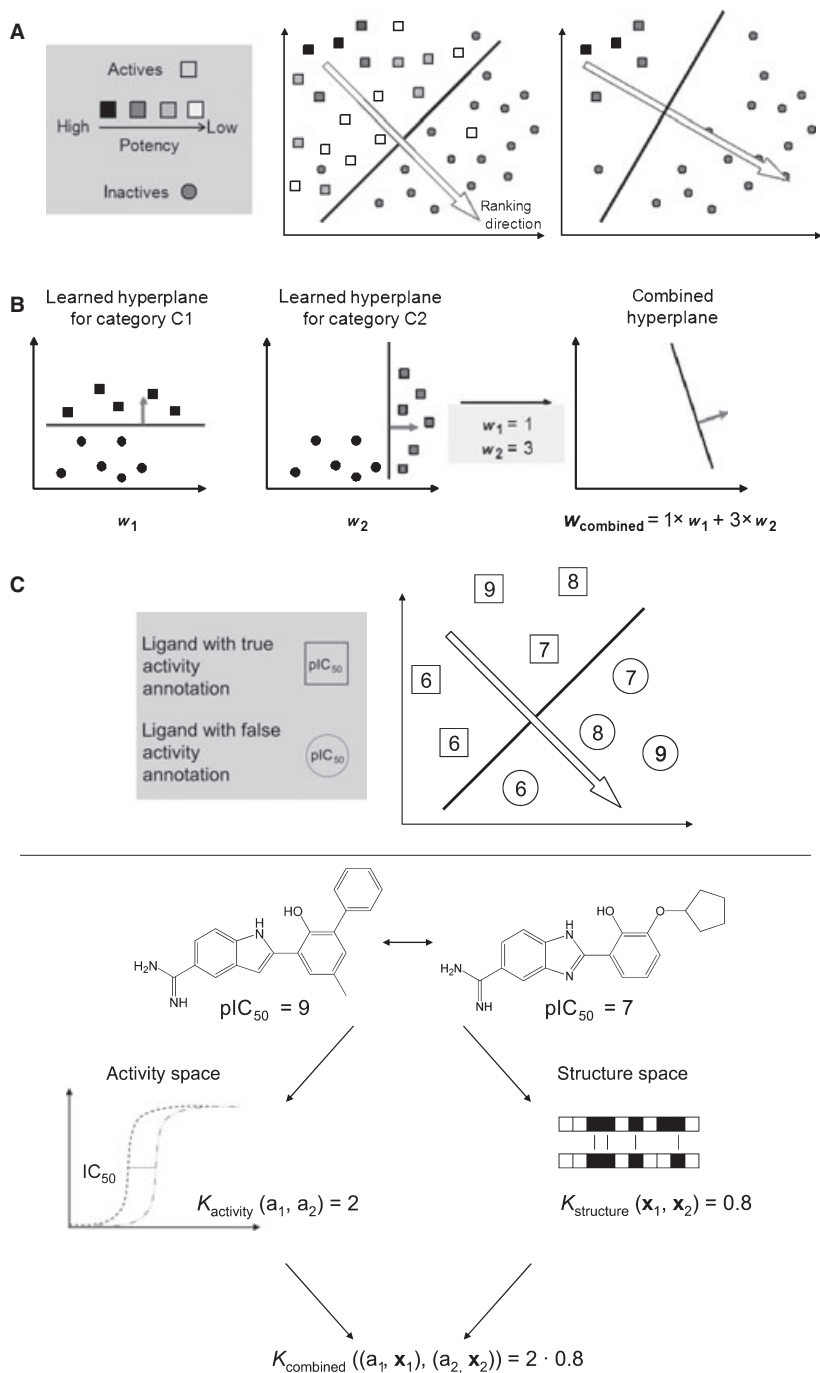 A
Actives
High
Low
Potency
Inactives
Ranking
direction
B
Learned hyperplane
for category C1
w1
Learned hyperplane
for category C2
w2
w1 = 1
w2 = 3
Combined
hyperplane
wcombined = 1× w1 + 3× w2
C
Ligand with true
activity
annotation
pIC50
Ligand with false
activity
annotation
pIC50
9
8
7
6
7
6
8
9
6
HO
H
N
H2N
NH
pIC50 = 9
HO
O
H
N
N
H2N
NH
pIC50 = 7
Activity space
IC50
Kactivity (a1, a2) = 2
Structure space
Kstructure (x1, x2) = 0.8
Kcombined ((a1, x1), (a2, x2)) = 2 · 0.8